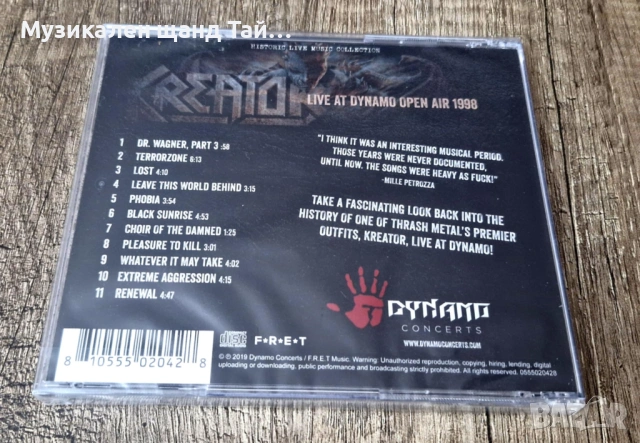 Музикален щанд Тай...
HISTORIC LIVE MUSIC COLLECTION
KREATOR
LIVE AT DYNAMO OPEN AIR 1998
1 DR. WAGNER, PART 3 :58
2 TERRORZONE 6:13
3 LOST 4:10
4 LEAVE THIS WORLD BEHIND 3:15
5 PHOBIA 3:54
6 BLACK SUNRISE 4:53
7 CHOIR OF THE DAMNED 1:25
8 PLEASURE TO KILL 3:01
9 WHATEVER IT MAY TAKE 4:02
10 EXTREME AGGRESSION 4:15
11 RENEWAL 4:47
"I THINK IT WAS AN INTERESTING MUSICAL PERIOD.
THOSE YEARS WERE NEVER DOCUMENTED,
UNTIL NOW. THE SONGS WERE HEAVY AS FUCK!"
-MILLE PETROZZA
TAKE A FASCINATING LOOK BACK INTO THE
HISTORY OF ONE OF THRASH METAL'S PREMIER
OUTFITS, KREATOR, LIVE AT DYNAMO!
DYNAMO
CONCERTS
WWW.DYNAMOCONCERTS.COM
8 10555 02042 8
disc
F★R★E★T
℗ © 2019 Dynamo Concerts / F.R.E.T Music. Warning: Unauthorized reproduction, copying, hiring, lending, digital
uploading or downloading, public performance and broadcasting strictly prohibited. All rights reserved. 0555020428
BAZAR